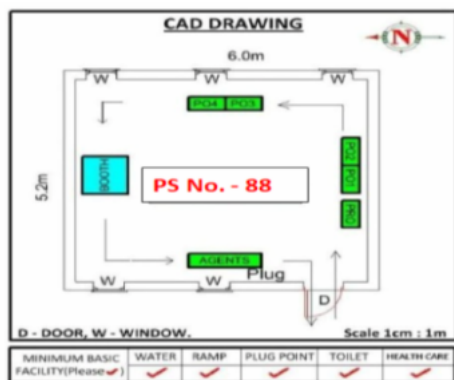 CAD DRAWING
N
6.0m
W W W
PO4 PO3
5.2m
BOOTH
PS No. - 88
PO2 PO1
PRO
AGENTS
Plug
W W
D
D - DOOR, W - WINDOW.
Scale 1cm : 1m
MINIMUM BASIC FACILITY(Please ✓)
WATER
RAMP
PLUG POINT
TOILET
HEALTH CARE
✓ ✓ ✓ ✓ ✓